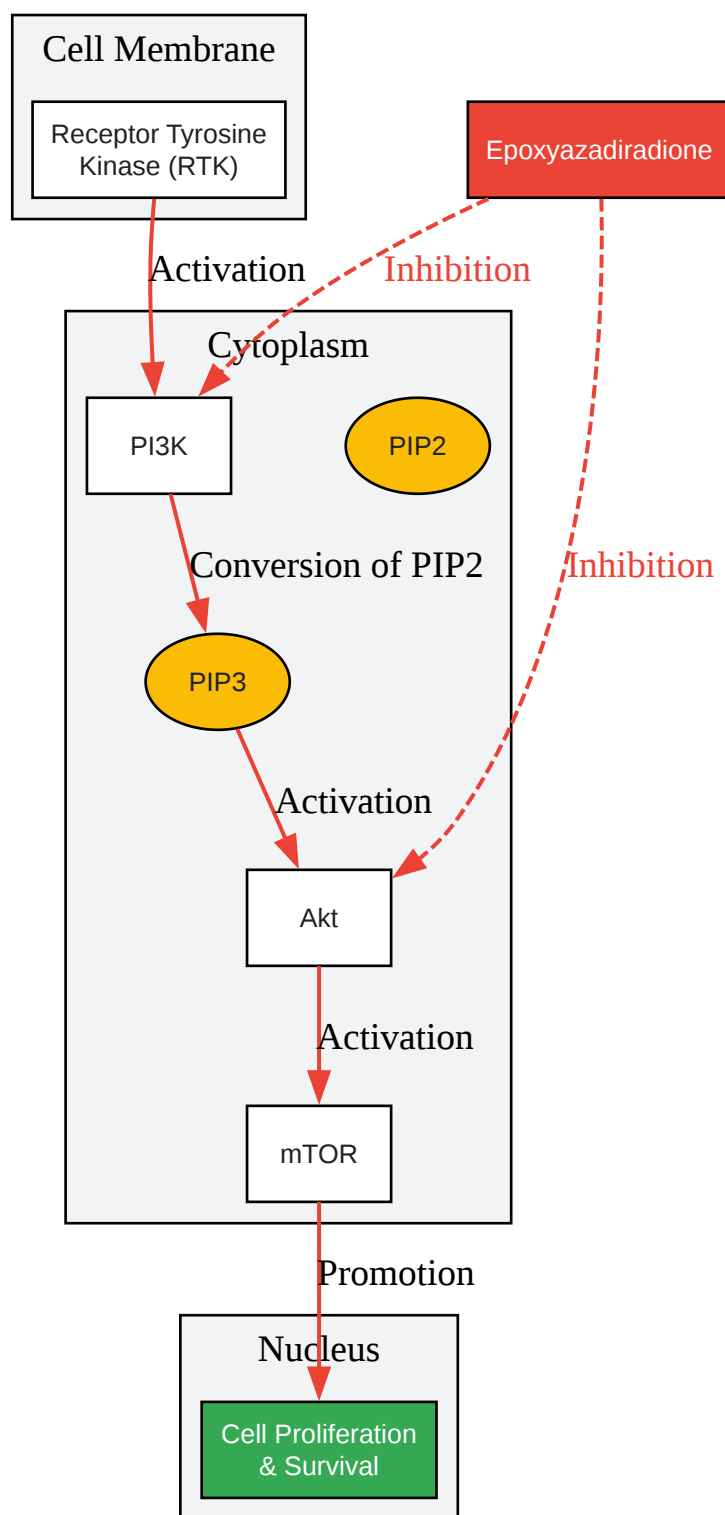 Cell Membrane
Receptor Tyrosine
Kinase (RTK)
Epoxyazadiradione
Activation
Inhibition
Cytoplasm
PI3K
PIP2
Conversion of PIP2
Inhibition
PIP3
Activation
Akt
Activation
mTOR
Promotion
Nucleus
Cell Proliferation
& Survival